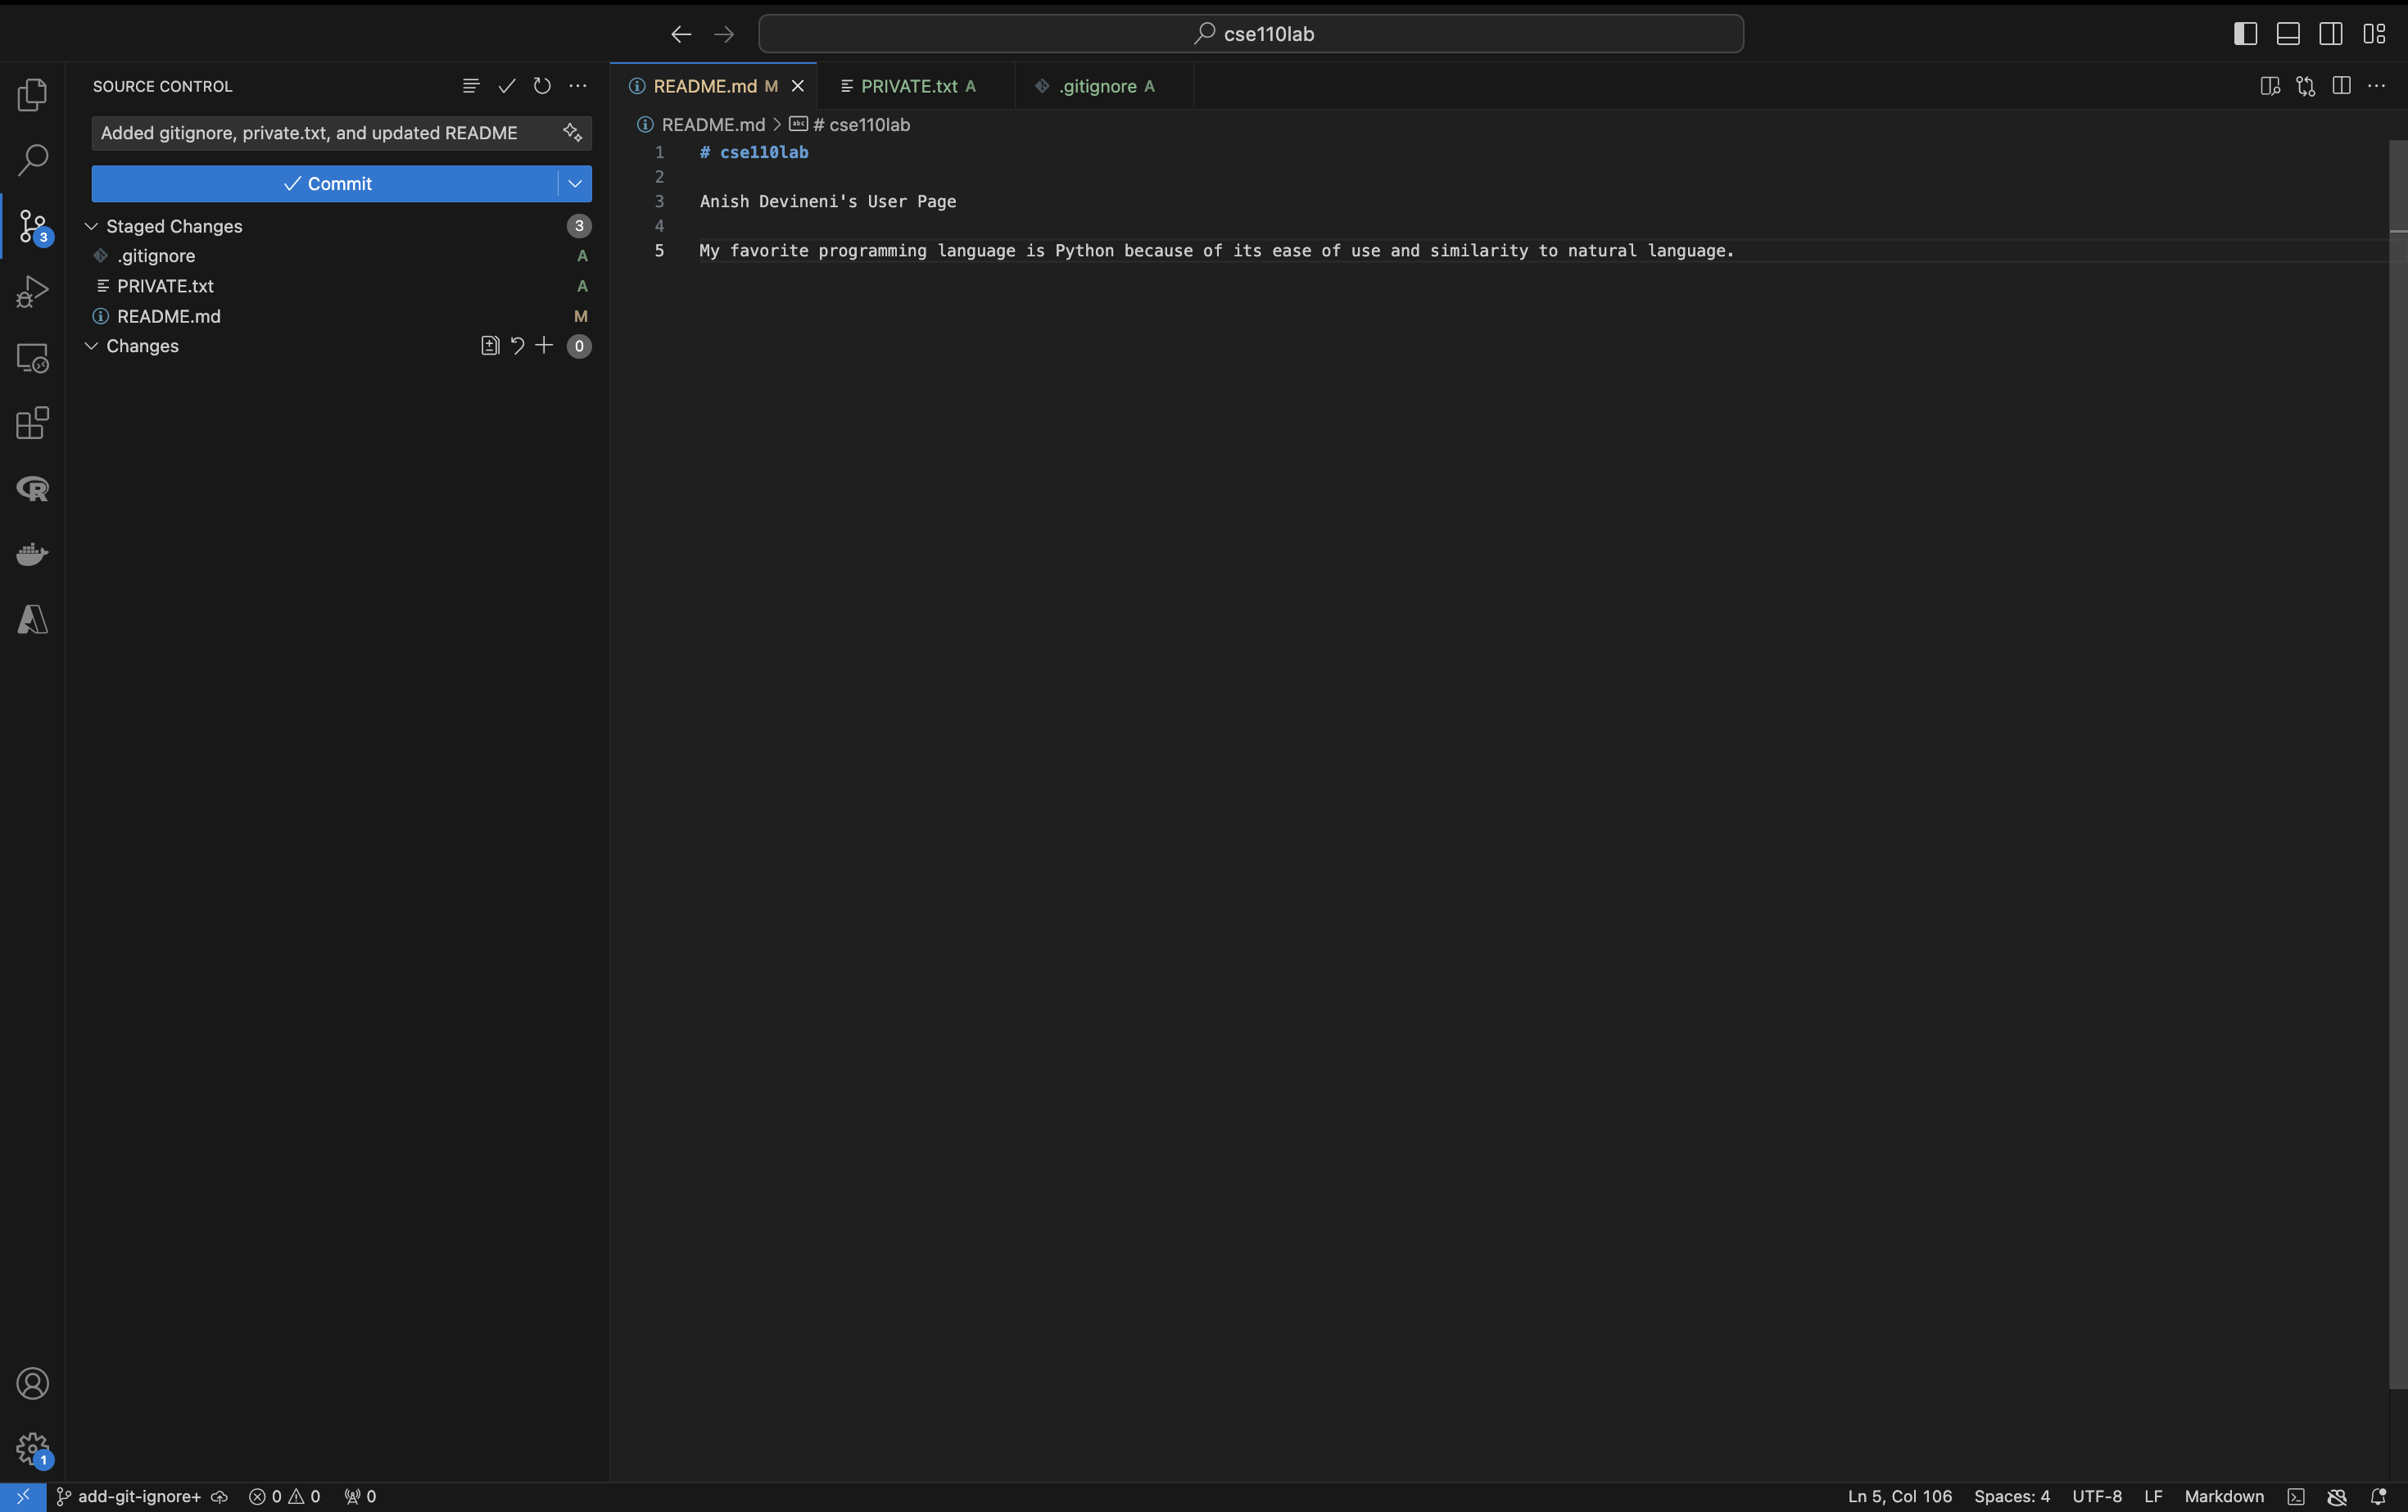 cse110lab
SOURCE CONTROL
Added gitignore, private.txt, and updated README
Commit
Staged Changes 3
.gitignore A
PRIVATE.txt A
README.md M
Changes 0
3
1
README.md M
PRIVATE.txt A
.gitignore A
README.md > abc # cse110lab
1 # cse110lab
2
3 Anish Devineni's User Page
4
5 My favorite programming language is Python because of its ease of use and similarity to natural language.
add-git-ignore+ 0 0 0
Ln 5, Col 106 Spaces: 4 UTF-8 LF Markdown